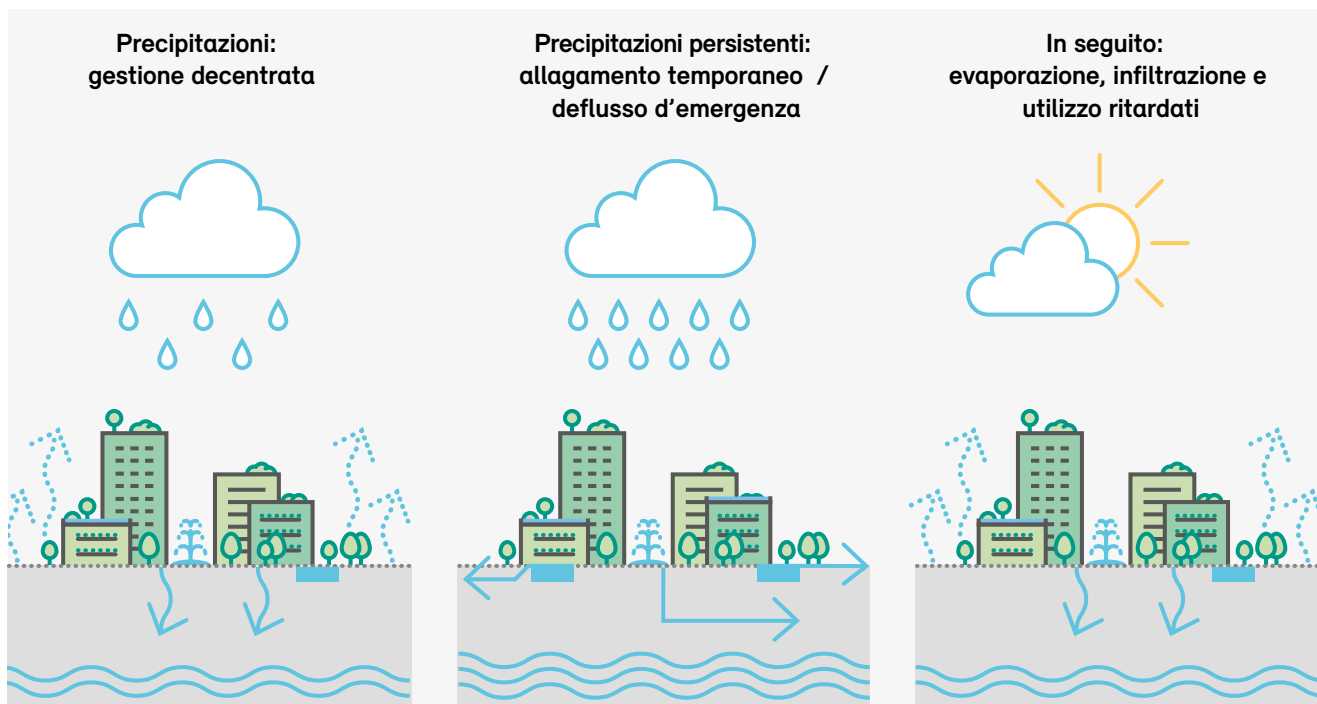 Precipitazioni:
gestione decentrata
Precipitazioni persistenti:
allagamento temporaneo /
deflusso d’emergenza
In seguito:
evaporazione, infiltrazione e
utilizzo ritardati